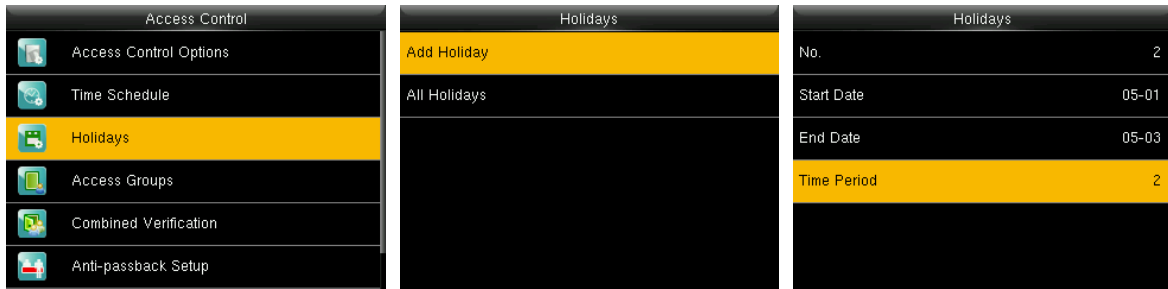 Access Control
Access Control Options
Time Schedule
Holidays
Access Groups
Combined Verification
Anti-passback Setup
Holidays
Add Holiday
All Holidays
Holidays
No. 2
Start Date 05-01
End Date 05-03
Time Period 2